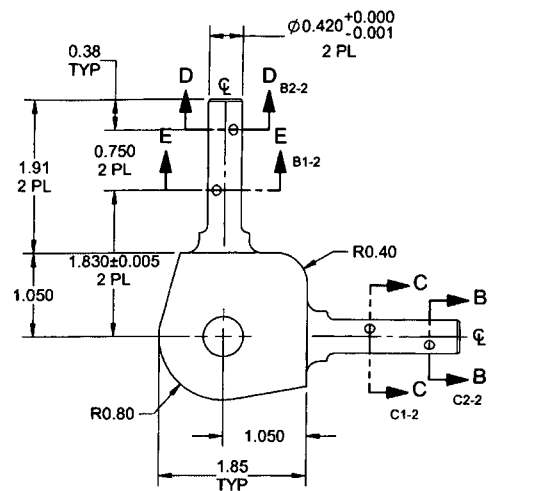 Ø0.420 +0.000
-0.001
2 PL
0.38
TYP
D
℄
D
B2-2
E
0.750
2 PL
E
B1-2
1.91
2 PL
1.830±0.005
2 PL
R0.40
1.050
C
B
℄
B
C
C1-2
C2-2
R0.80
1.050
1.85
TYP